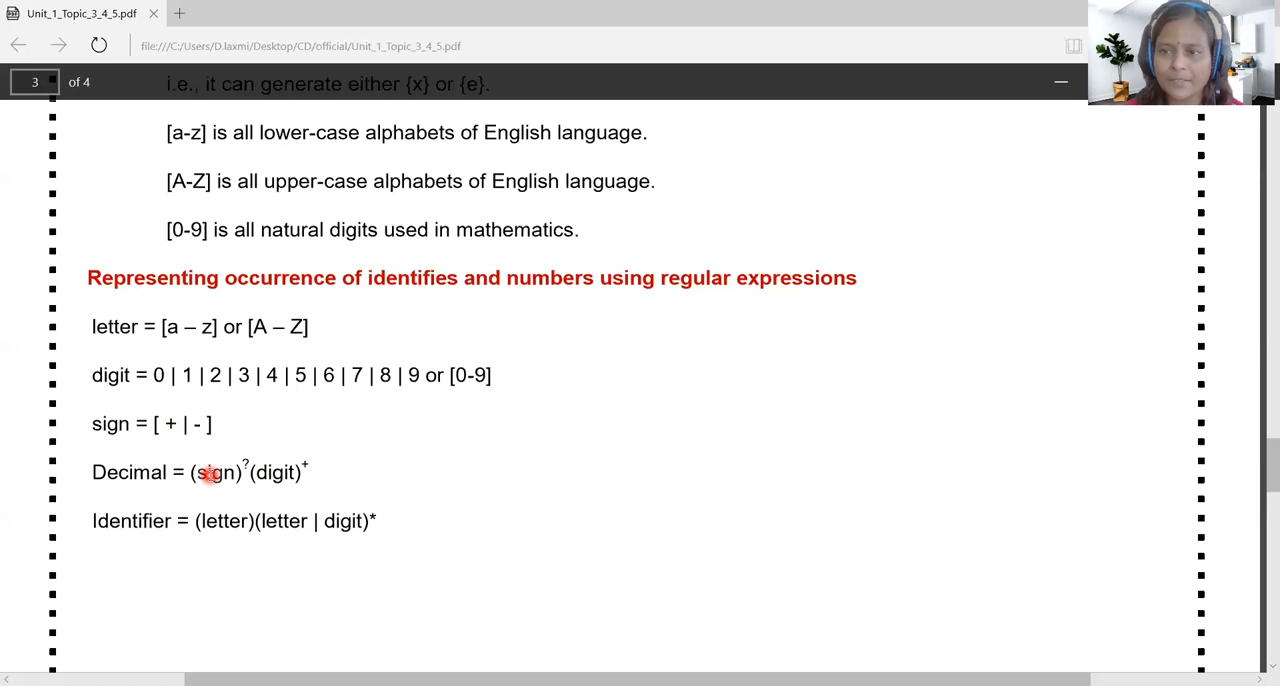 Unit_1_Topic_3_4_5.pdf
file:///C:/Users/D.laxmi/Desktop/CD/official/Unit_1_Topic_3_4_5.pdf
3 of 4
i.e., it can generate either {x} or {e}.
[a-z] is all lower-case alphabets of English language.
[A-Z] is all upper-case alphabets of English language.
[0-9] is all natural digits used in mathematics.
Representing occurrence of identifies and numbers using regular expressions
letter = [a – z] or [A – Z]
digit = 0 | 1 | 2 | 3 | 4 | 5 | 6 | 7 | 8 | 9 or [0-9]
sign = [ + | - ]
Decimal = (sign)?(digit)+
Identifier = (letter)(letter | digit)*